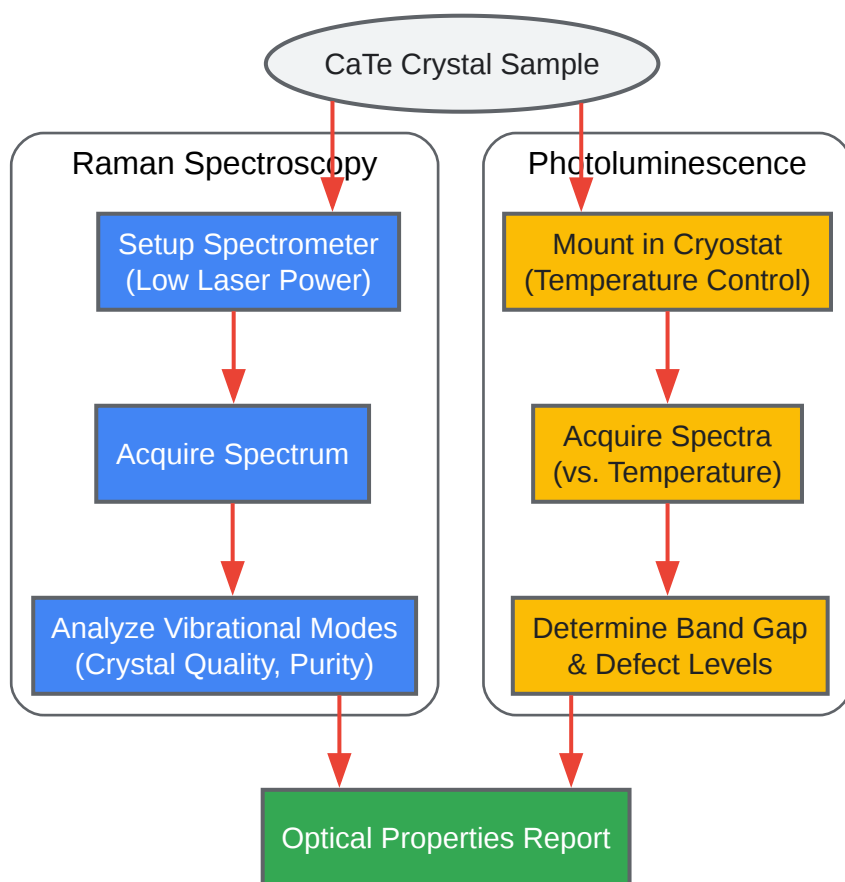 CaTe Crystal Sample
Raman Spectroscopy
Setup Spectrometer
(Low Laser Power)
Acquire Spectrum
Analyze Vibrational Modes
(Crystal Quality, Purity)
Photoluminescence
Mount in Cryostat
(Temperature Control)
Acquire Spectra
(vs. Temperature)
Determine Band Gap
& Defect Levels
Optical Properties Report